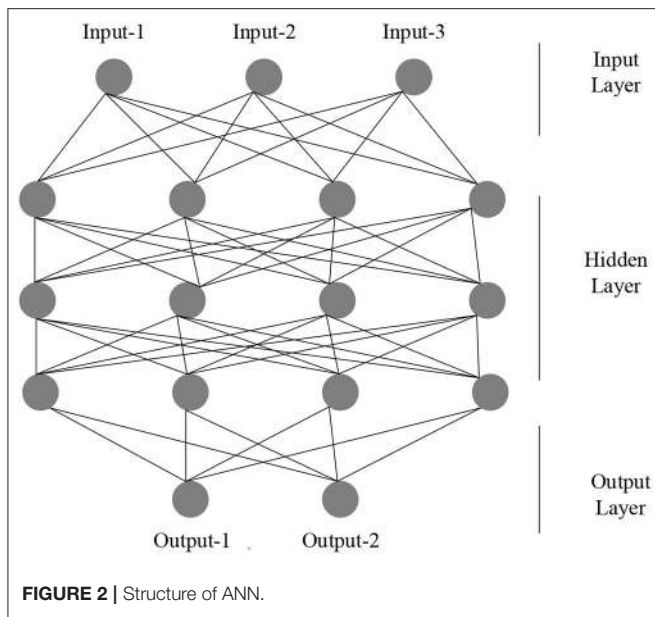 Input-1 Input-2 Input-3
Input
Layer
Hidden
Layer
Output
Layer
Output-1 Output-2
FIGURE 2 | Structure of ANN.